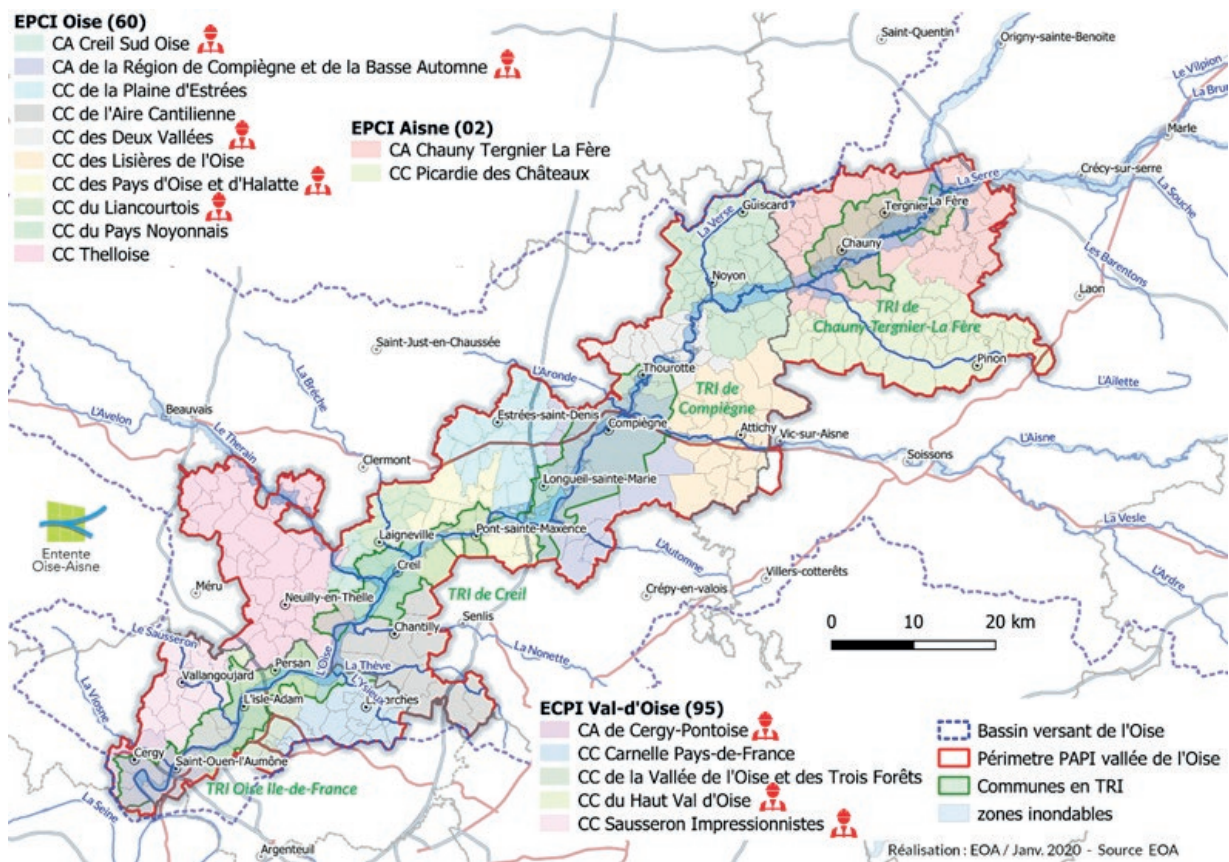 EPCI Oise (60)
CA Creil Sud Oise
CA de la Région de Compiègne et de la Basse Automne
CC de la Plaine d'Estrées
CC de l'Aire Cantilienne
CC des Deux Vallées
CC des Lisières de l'Oise
CC des Pays d'Oise et d'Halatte
CC du Liancourtois
CC du Pays Noyonnais
CC Thelloise
EPCI Aisne (02)
CA Chauny Tergnier La Fère
CC Picardie des Châteaux
Saint-Quentin
Origny-sainte-Benoite
Le Vilpion
La Brun
Marle
Crécy-sur-serre
La Serre
La Souche
Guiscard
La Verse
Tergnier
La Fère
Chauny
Les Barentons
Noyon
Laon
TRI de
Chauny-Tergnier-La Fère
Pinon
L'Ailette
Saint-Just-en-Chaussée
La Brèche
L'Aronde
Thourotte
TRI de
Compiègne
Beauvais
L'Avelon
Le Therain
Estrées-saint-Denis
Compiègne
Attichy
Vic-sur-Aisne
L'Aisne
Soissons
Clermont
Longueil-sainte-Marie
La Vesle
Entente
Oise-Aisne
Laigneville
Pont-sainte-Maxence
L'Automne
Villers-cotterêts
L'Ardre
Creil
Crépy-en-valois
Méru
Neuilly-en-Thelle
TRI de Creil
Senlis
Chantilly
0 10 20 km
Le Sausseron
L'Oise
La Thève
La Nonette
Persan
L'Ysieux
Vallangoujard
La Viosne
L'isle-Adam
Cergy
Saint-Ouen-l'Aumône
TRI Oise Ile-de-France
La Seine
Argenteuil
ECPI Val-d'Oise (95)
CA de Cergy-Pontoise
CC Carnelle Pays-de-France
CC de la Vallée de l'Oise et des Trois Forêts
CC du Haut Val d'Oise
CC Sausseron Impressionnistes
Bassin versant de l'Oise
Périmetre PAPI vallée de l'Oise
Communes en TRI
zones inondables
Réalisation : EOA / Janv. 2020 - Source EOA